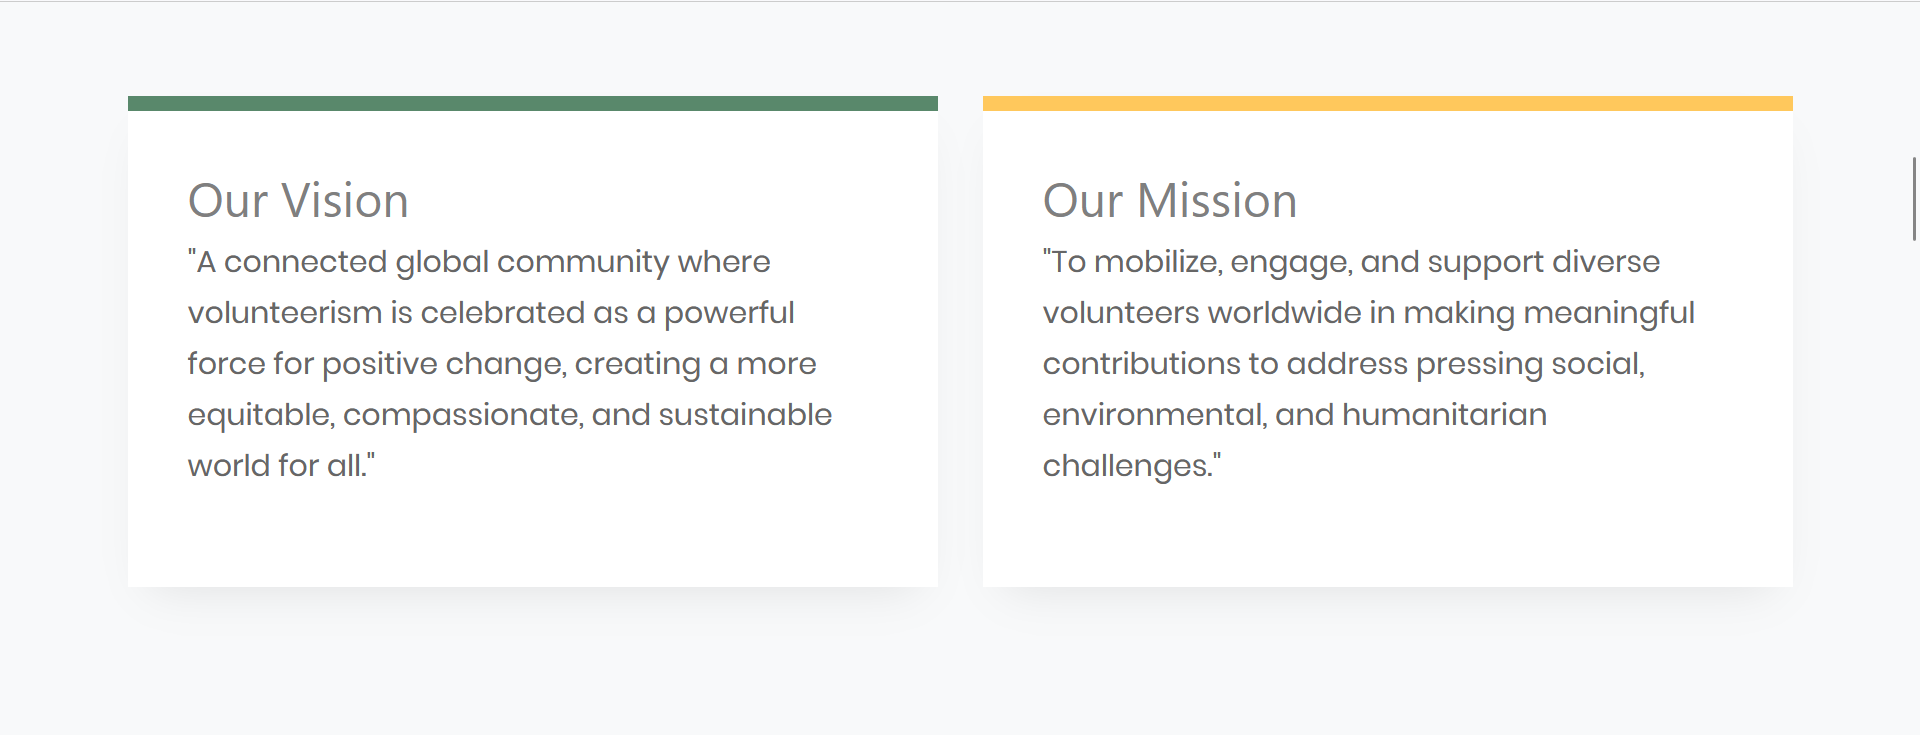 Our Vision
"A connected global community where
volunteerism is celebrated as a powerful
force for positive change, creating a more
equitable, compassionate, and sustainable
world for all."
Our Mission
"To mobilize, engage, and support diverse
volunteers worldwide in making meaningful
contributions to address pressing social,
environmental, and humanitarian
challenges."